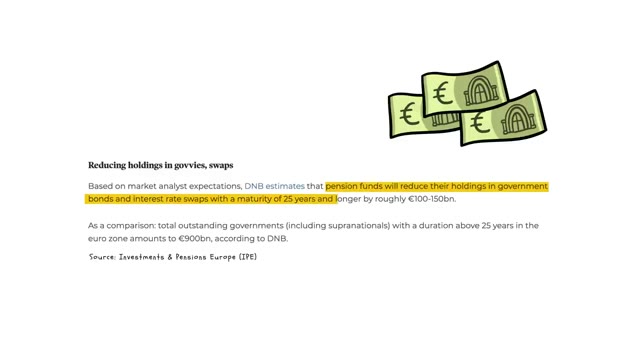 € € €
Reducing holdings in govvies, swaps
Based on market analyst expectations, DNB estimates that pension funds will reduce their holdings in government
bonds and interest rate swaps with a maturity of 25 years and longer by roughly €100-150bn.
As a comparison: total outstanding governments (including supranationals) with a duration above 25 years in the
euro zone amounts to €900bn, according to DNB.
Source: Investments & Pensions Europe (IPE)